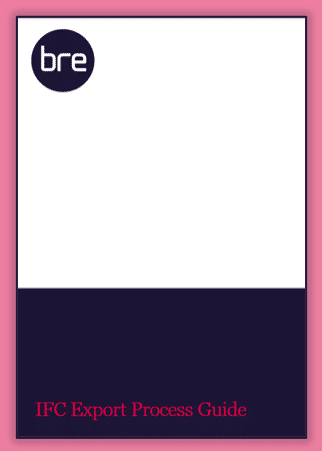 bre
IFC Export Process Guide